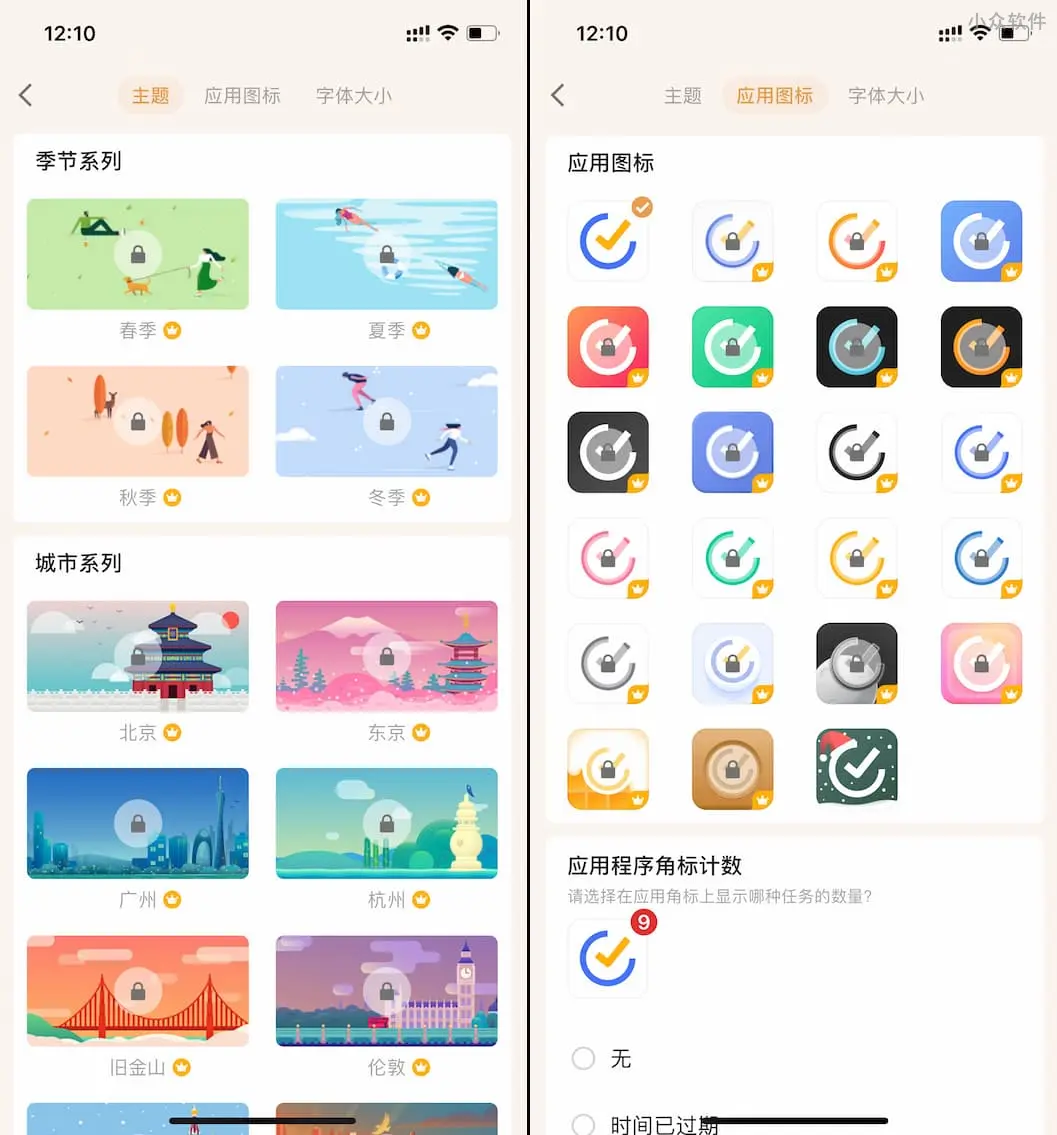 12:10
主题 应用图标 字体大小
季节系列
春季 夏季
秋季 冬季
城市系列
北京 东京
广州 杭州
旧金山 伦敦
小众软件
12:10
主题 应用图标 字体大小
应用图标
应用程序角标计数
请选择在应用角标上显示哪种任务的数量?
9
无
时间已过期